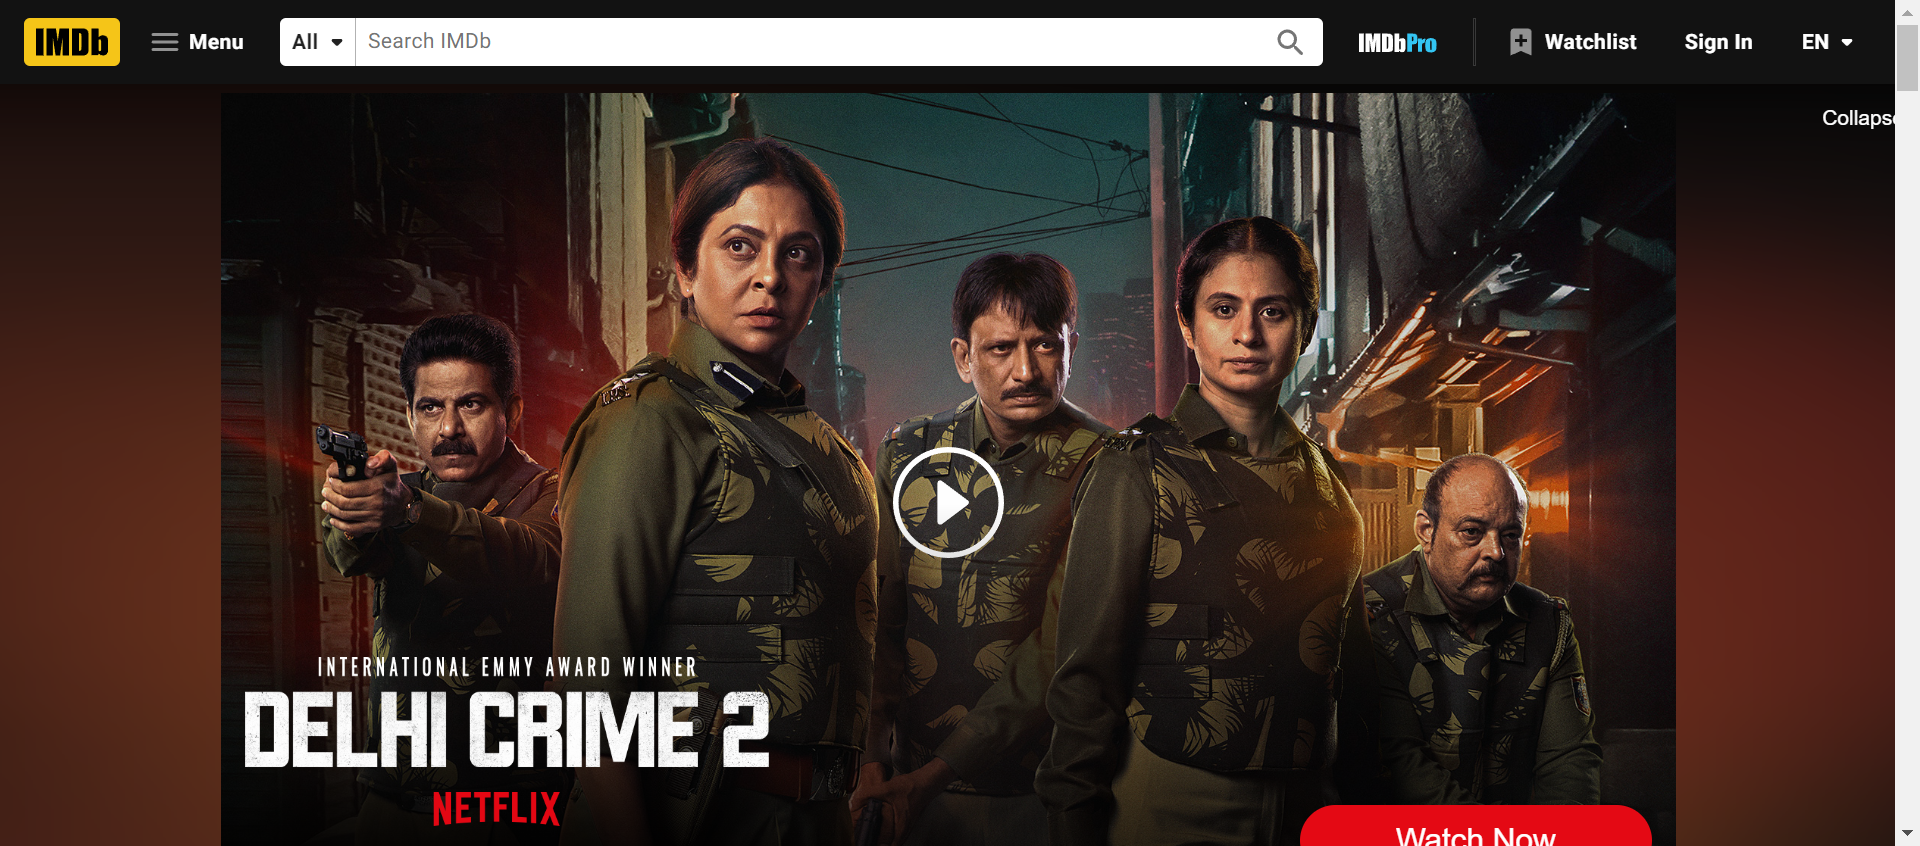 IMDb Menu All Search IMDb IMDbPro Watchlist Sign In EN
Collapse
INTERNATIONAL EMMY AWARD WINNER
DELHI CRIME 2
NETFLIX
Watch Now